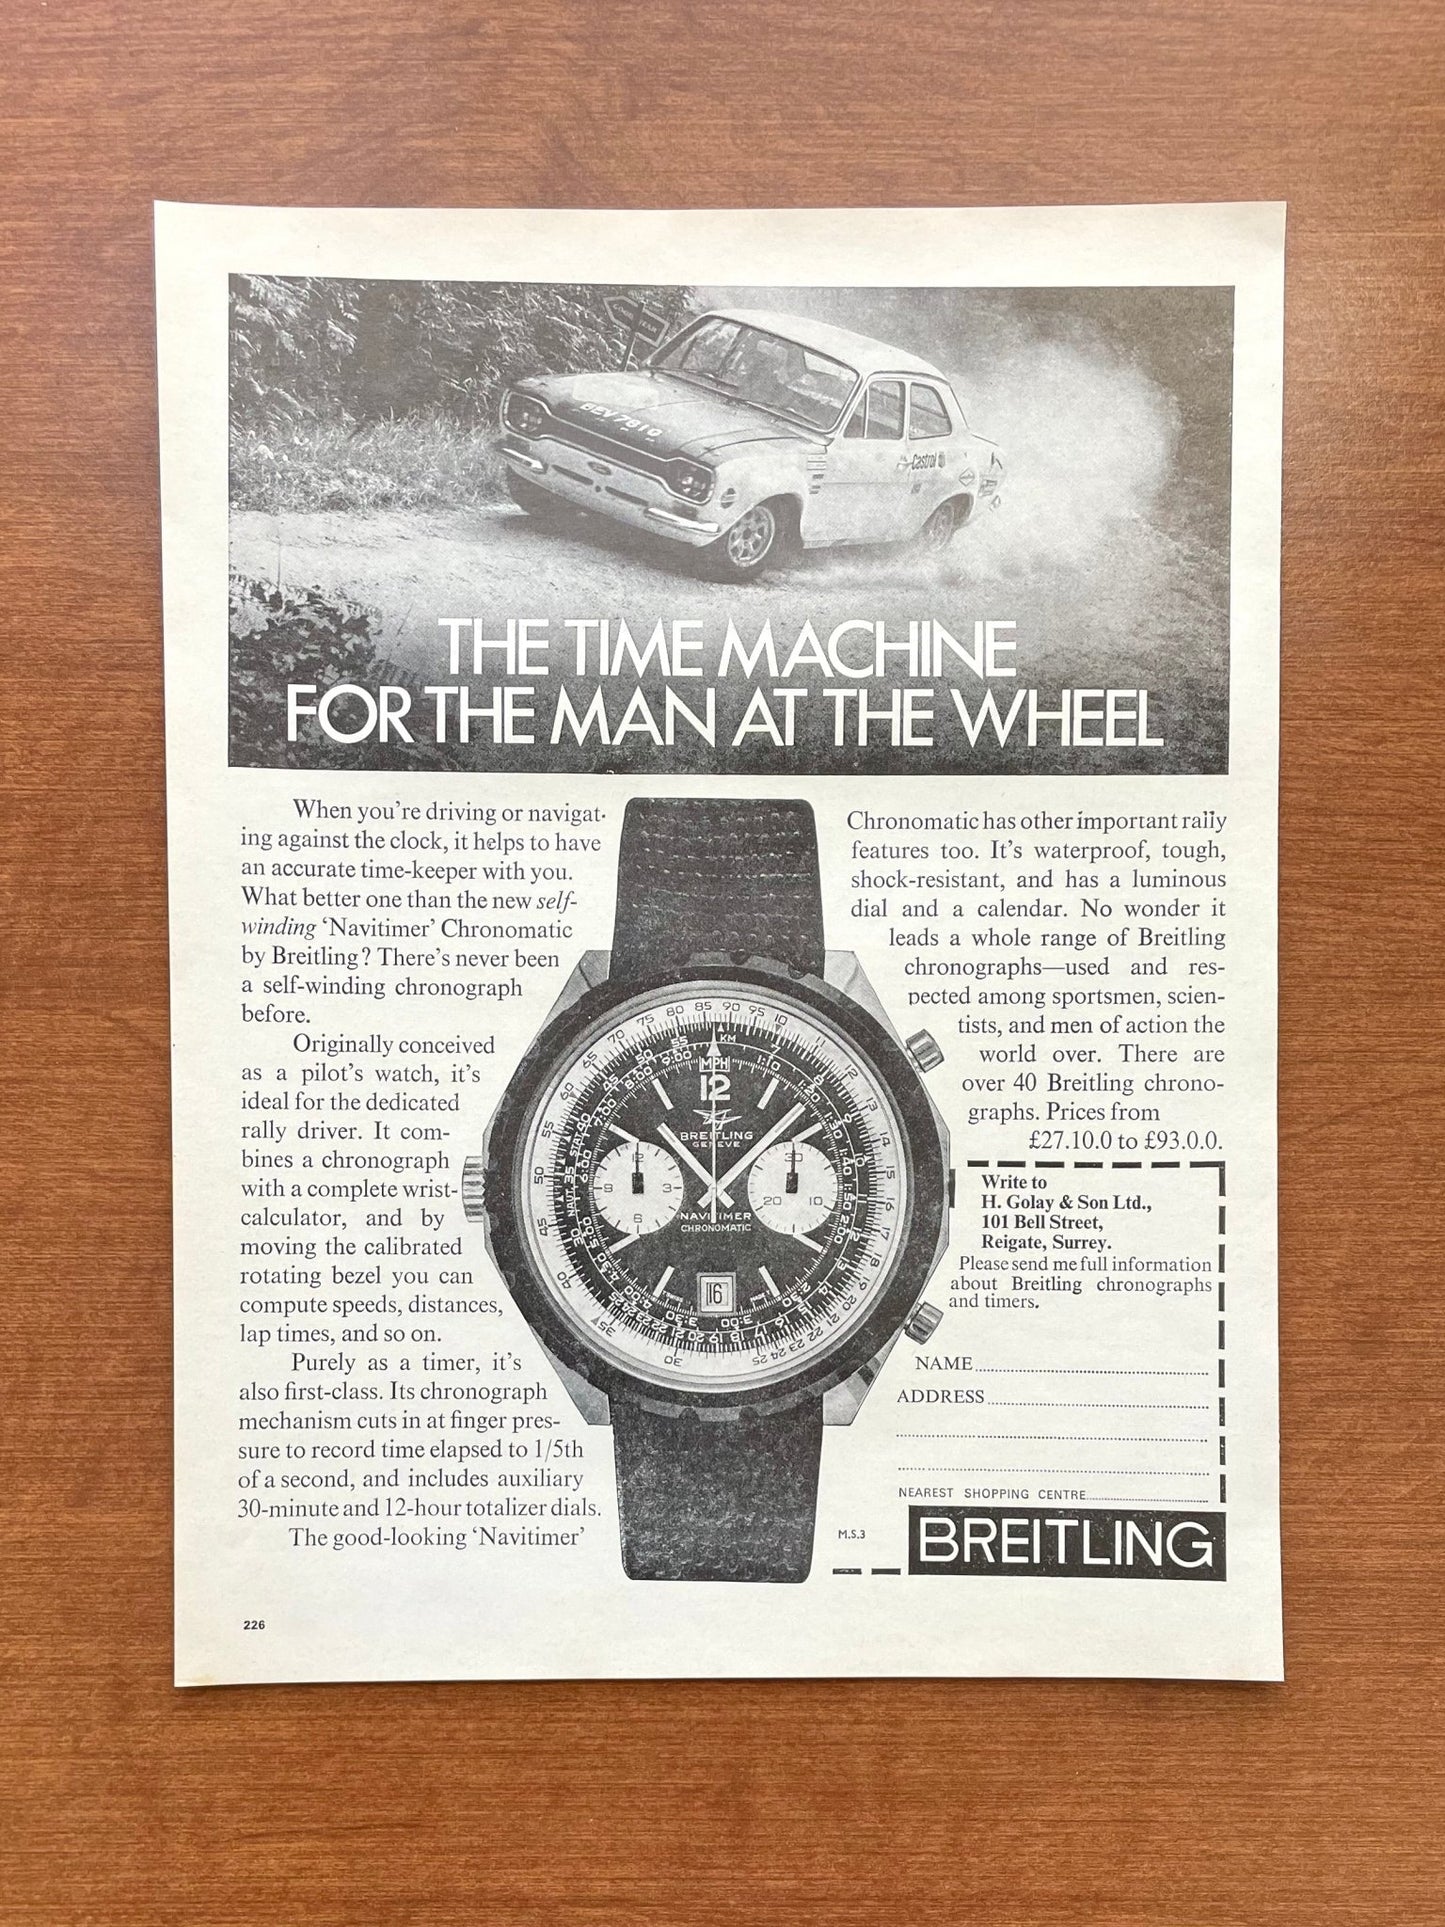 BEV781G
Castrol
THE TIME MACHINE
FOR THE MAN AT THE WHEEL
When you're driving or navigat-
ing against the clock, it helps to have
an accurate time-keeper with you.
What better one than the new self-
winding 'Navitimer' Chronomatic
by Breitling? There's never been
a self-winding chronograph
before.
Originally conceived
as a pilot's watch, it's
ideal for the dedicated
rally driver. It com-
bines a chronograph
with a complete wrist-
calculator, and by
moving the calibrated
rotating bezel you can
compute speeds, distances,
lap times, and so on.
Purely as a timer, it's
also first-class. Its chronograph
mechanism cuts in at finger pres-
sure to record time elapsed to 1/5th
of a second, and includes auxiliary
30-minute and 12-hour totalizer dials.
The good-looking 'Navitimer'
KM
MPH
12
BREITLING
GENEVE
12
9 3
6
30
20 10
NAVITIMER
CHRONOMATIC
16
Chronomatic has other important rally
features too. It's waterproof, tough,
shock-resistant, and has a luminous
dial and a calendar. No wonder it
leads a whole range of Breitling
chronographs—used and res-
pected among sportsmen, scien-
tists, and men of action the
world over. There are
over 40 Breitling chrono-
graphs. Prices from
£27.10.0 to £93.0.0.
Write to
H. Golay & Son Ltd.,
101 Bell Street,
Reigate, Surrey.
Please send me full information
about Breitling chronographs
and timers.
NAME
ADDRESS
NEAREST SHOPPING CENTRE
M.S.3
BREITLING
226